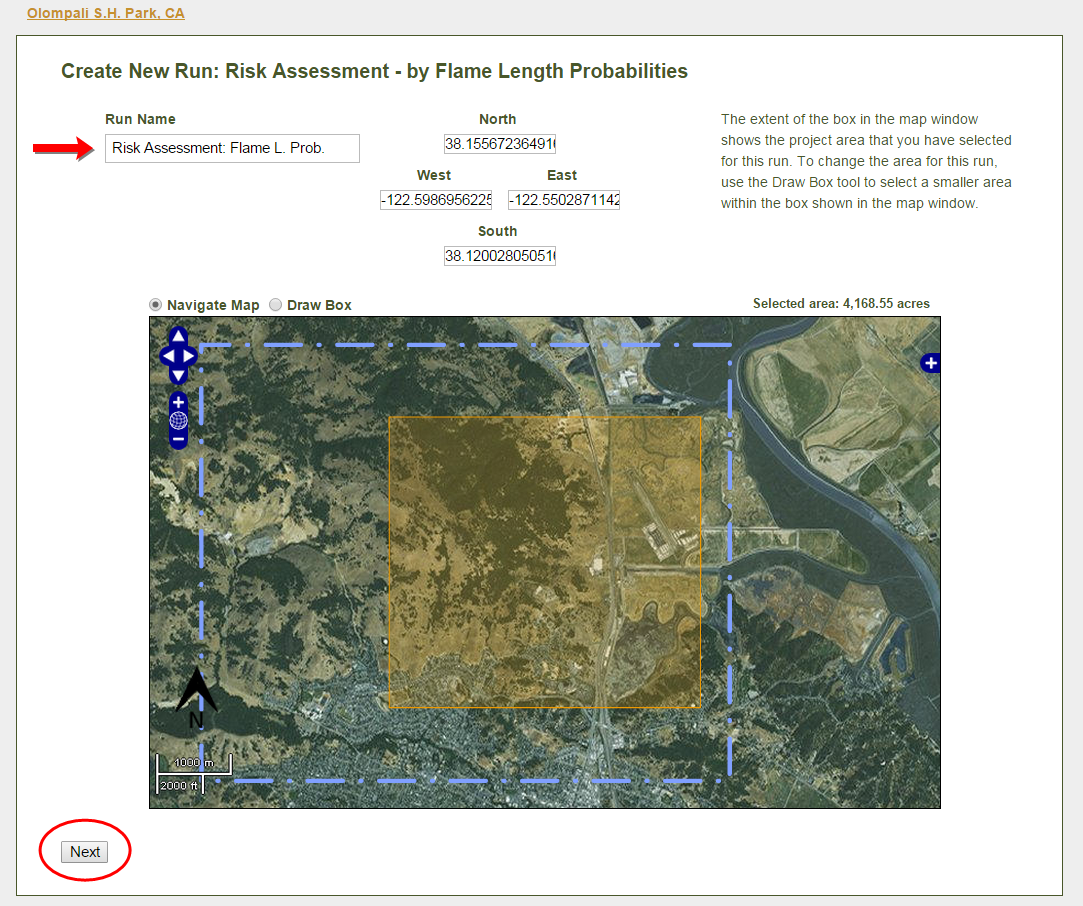 Olompali S.H. Park, CA
Create New Run: Risk Assessment - by Flame Length Probabilities
Run Name
Risk Assessment: Flame L. Prob.
North
38.1556723649
West
East
-122.5986956225
-122.5502871142
South
38.1200280505
The extent of the box in the map window
shows the project area that you have selected
for this run. To change the area for this run,
use the Draw Box tool to select a smaller area
within the box shown in the map window.
Navigate Map
Draw Box
Selected area: 4,168.55 acres
N
1000 m
2000 ft
Next